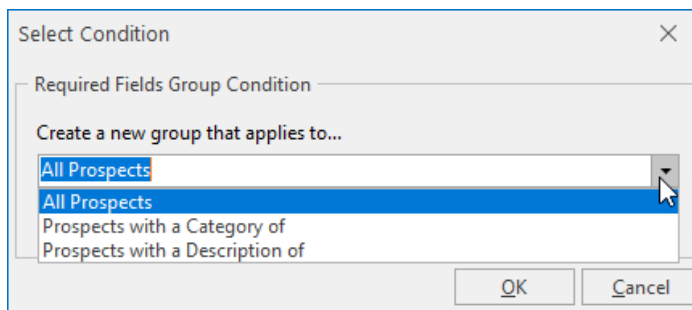 Select Condition
Required Fields Group Condition
Create a new group that applies to...
All Prospects
All Prospects
Prospects with a Category of
Prospects with a Description of
OK Cancel